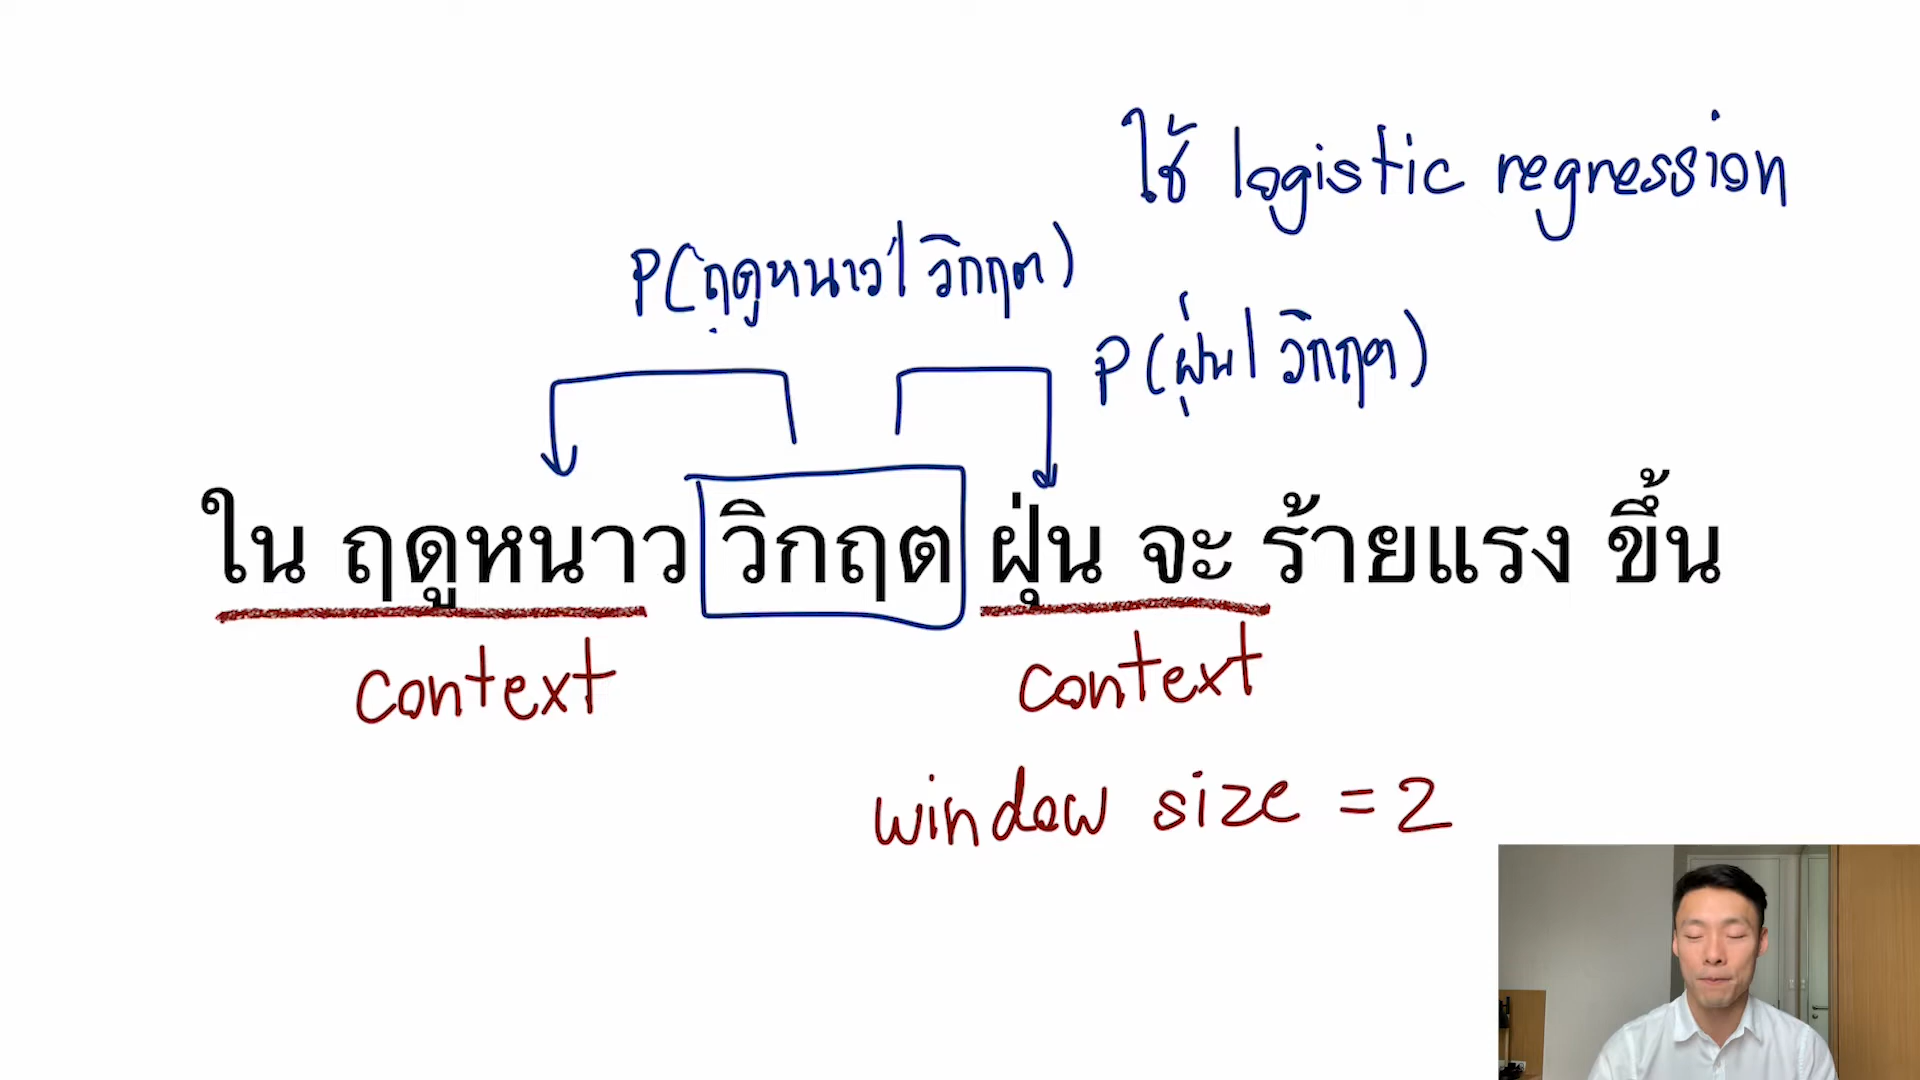 ใช้ logistic regression
P(ฤดูหนาว | วิกฤต)
P(ฝุ่น | วิกฤต)
ใน ฤดูหนาว วิกฤต ฝุ่น จะ ร้ายแรง ขึ้น
context context
window size = 2